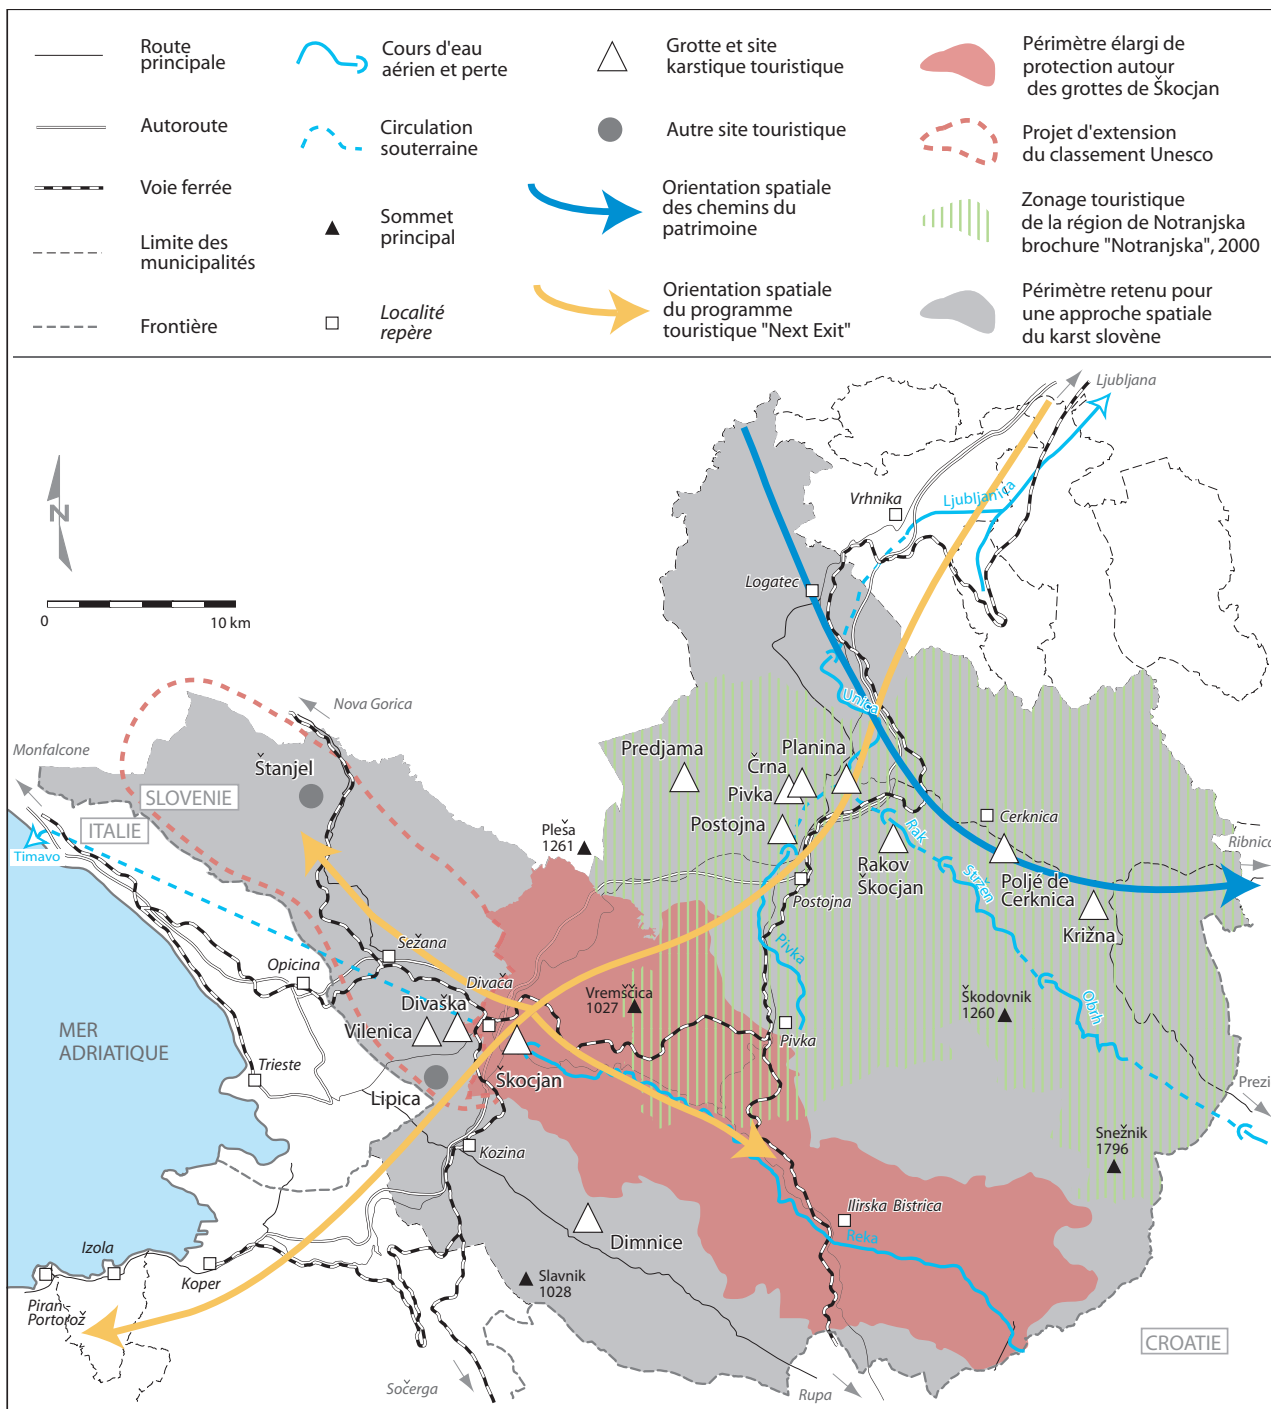 Route
principale
Autoroute
Voie ferrée
Limite des
municipalités
Frontière
Cours d'eau
aérien et perte
Circulation
souterraine
Sommet
principal
Localité
repère
Grotte et site
karstique touristique
Autre site touristique
Orientation spatiale
des chemins du
patrimoine
Orientation spatiale
du programme
touristique "Next Exit"
Périmètre élargi de
protection autour
des grottes de Škocjan
Projet d'extension
du classement Unesco
Zonage touristique
de la région de Notranjska
brochure "Notranjska", 2000
Périmètre retenu pour
une approche spatiale
du karst slovène
Ljubljana
N
0
10 km
Vrhnika
Ljubljanica
Logatec
Unica
Nova Gorica
Monfalcone
Štanjel
SLOVENIE
ITALIE
Timavo
Predjama
Planina
Črna
Pivka
Postojna
Pleša
1261
Rak
Cerknica
Ribnica
Rakov
Škocjan
Stržen
Poljé de
Cerknica
Križna
Postojna
Pivka
Sežana
Opicina
Divača
Divaška
Vilenica
Vremščica
1027
Škodovnik
1260
Obrh
Pivka
MER
ADRIATIQUE
Trieste
Škocjan
Lipica
Prezid
Kozina
Snežnik
1796
Ilirska Bistrica
Reka
Dimnice
Izola
Koper
Slavnik
1028
Piran-
Portorož
CROATIE
Sočerga
Rupa